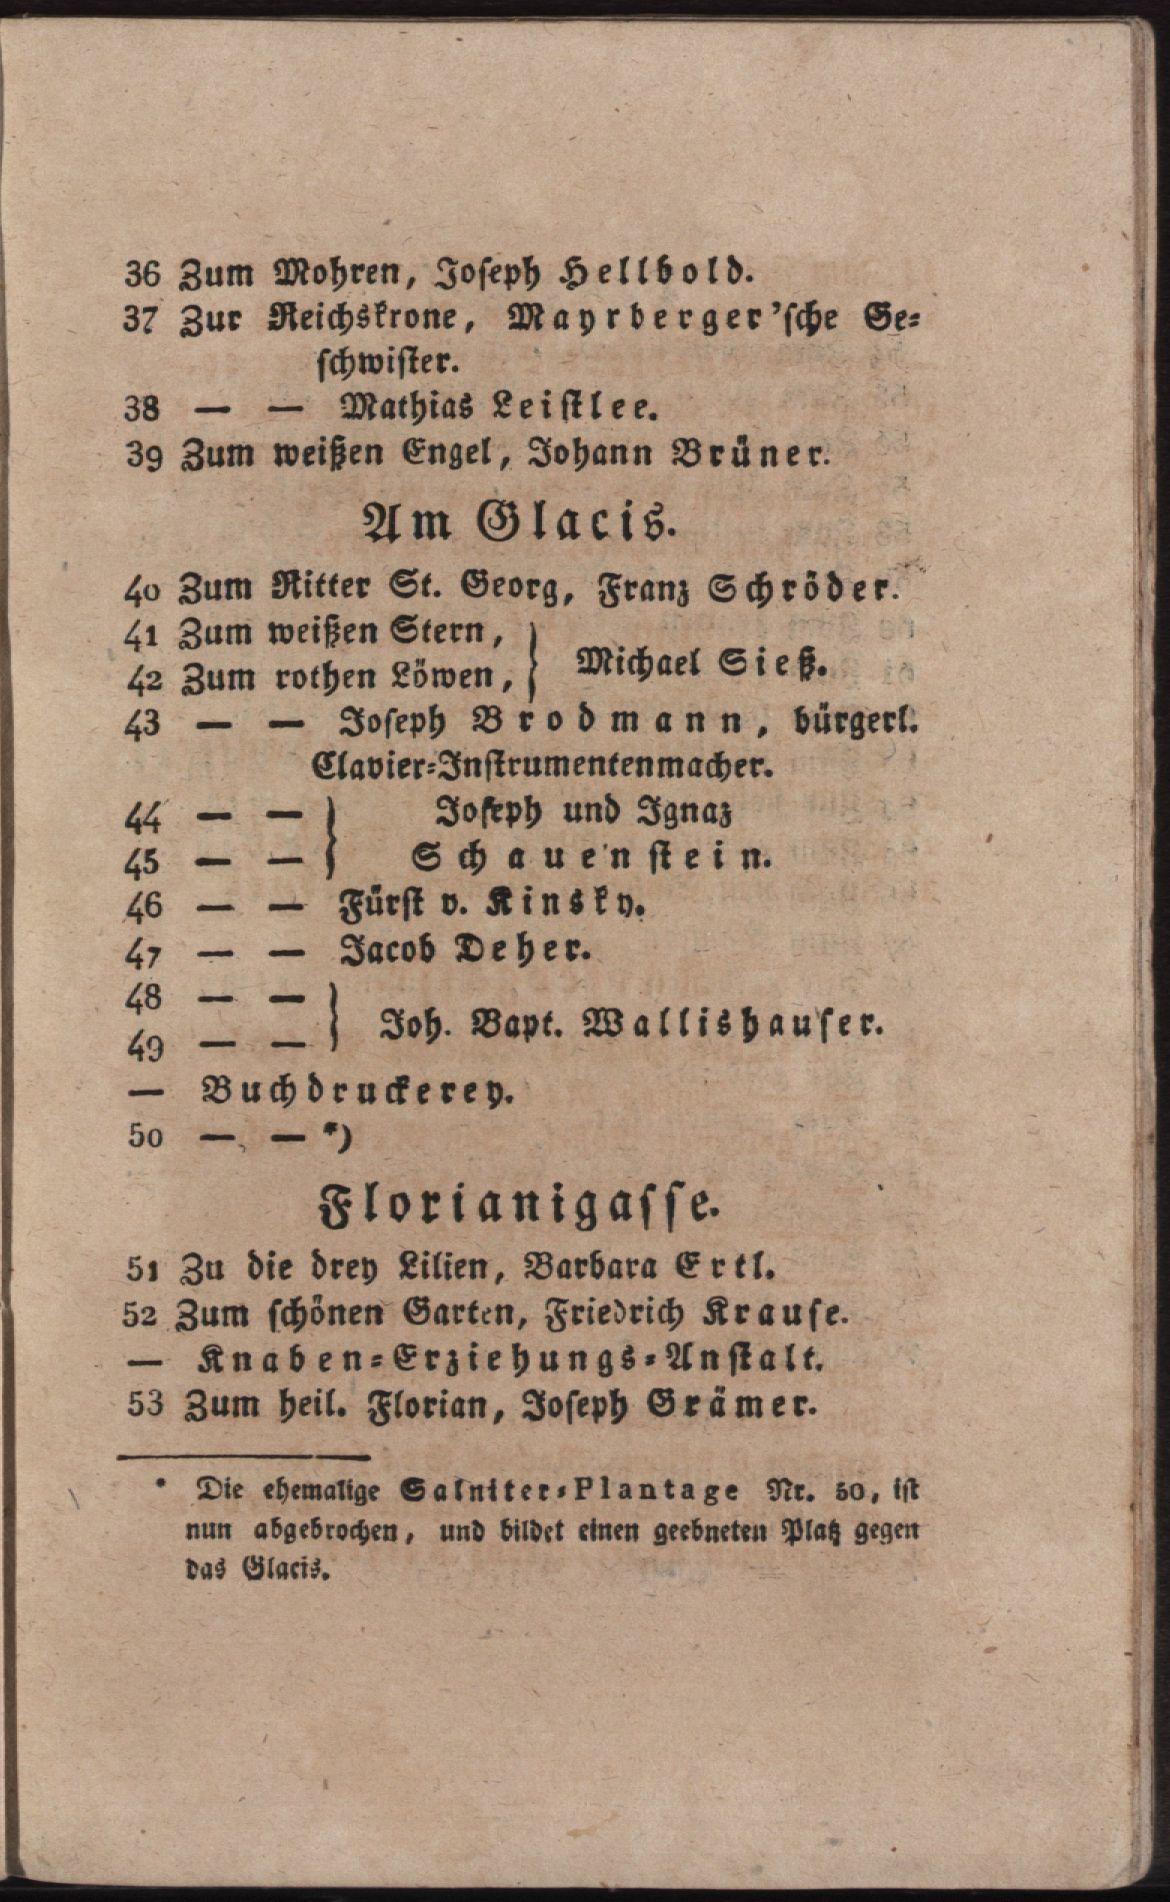 36 Zum Mohren, Joseph Hellbold.
37 Zur Reichskrone, Mayrberger'sche Ge-
schwister.
38 — — Mathias Leistlee.
39 Zum weißen Engel, Johann Brüner.
Am Glacis.
40 Zum Ritter St. Georg, Franz Schröder.
41 Zum weißen Stern,
42 Zum rothen Löwen, } Michael Sieß.
43 — — Joseph Brodmann, bürgerl.
Clavier-Instrumentenmacher.
44 — — } Joseph und Ignaz
45 — — } Schauenstein.
46 — — Fürst v. Kinsky.
47 — — Jacob Deher.
48 — — }
49 — — } Joh. Bapt. Wallishauser.
— Buchdruckerey.
50 — — *)
Florianigasse.
51 Zu die drey Lilien, Barbara Ertl.
52 Zum schönen Garten, Friedrich Krause.
— Knaben-Erziehungs-Anstalt.
53 Zum heil. Florian, Joseph Grämer.
* Die ehemalige Salniter-Plantage Nr. 50, ist
nun abgebrochen, und bildet einen geebneten Platz gegen
das Glacis.